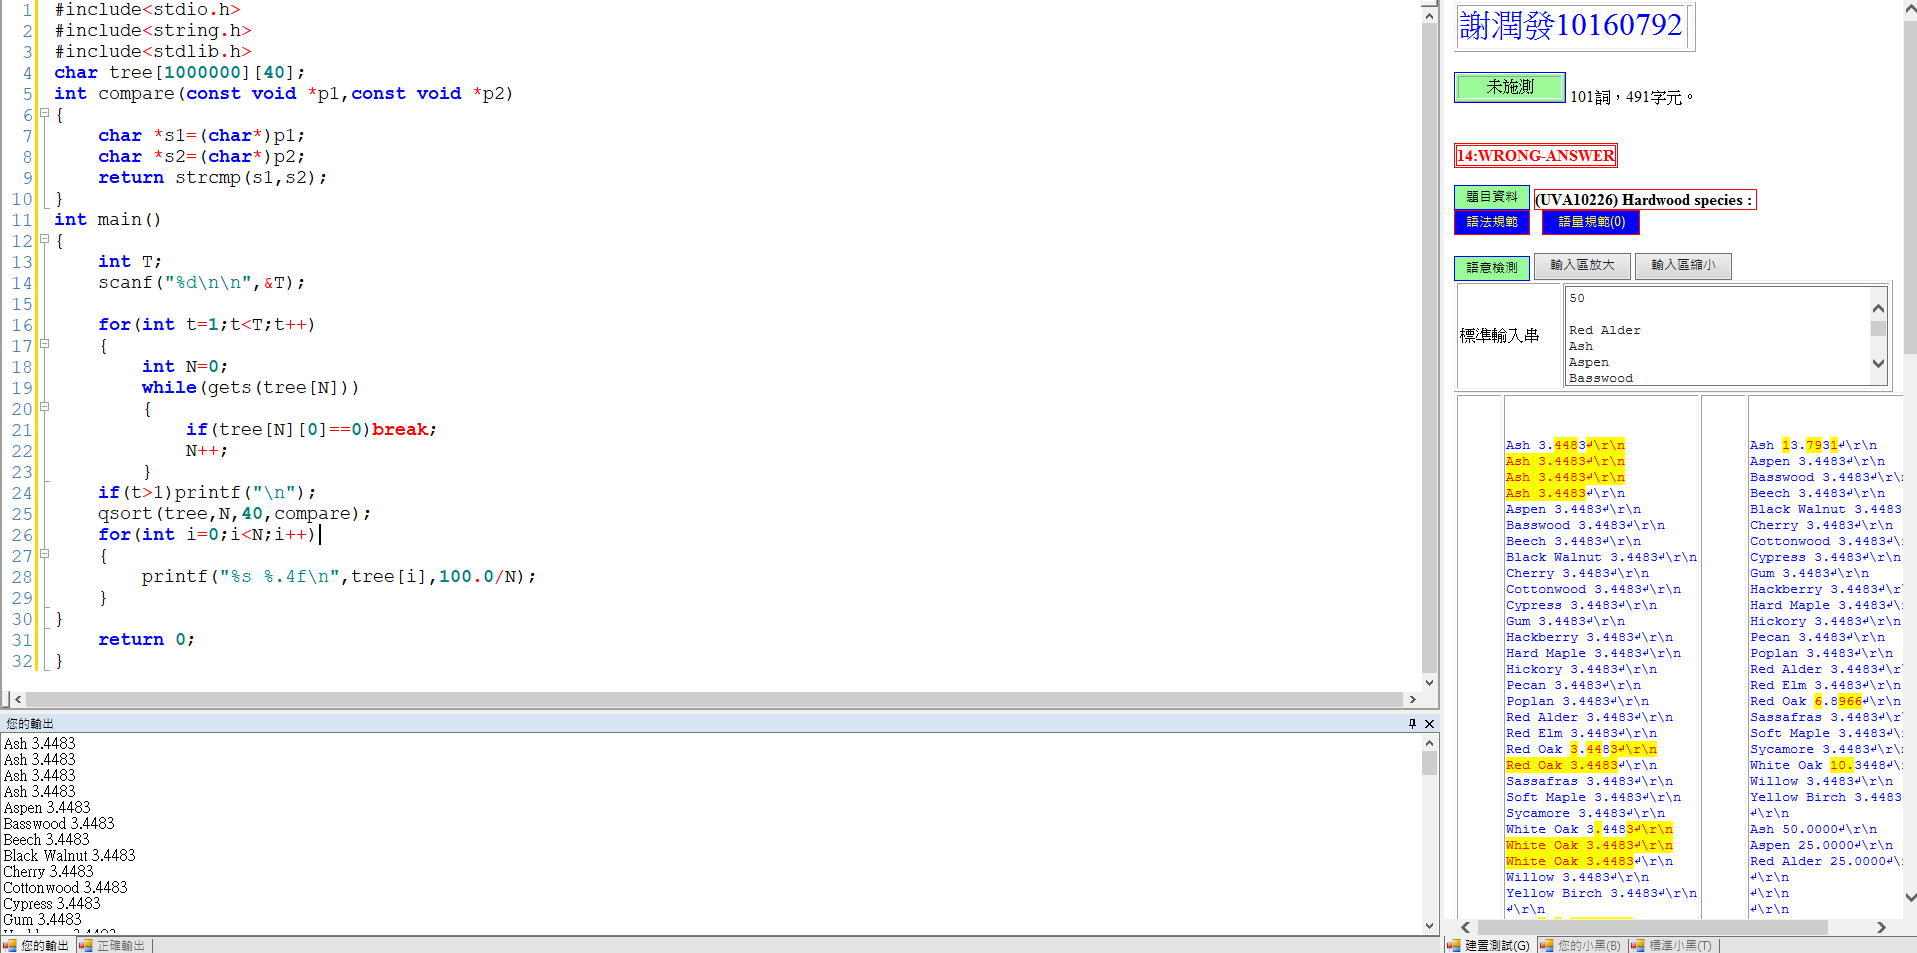 1 #include<stdio.h>
2 #include<string.h>
3 #include<stdlib.h>
4 char tree[1000000][40];
5 int compare(const void *p1,const void *p2)
6 {
7 char *s1=(char*)p1;
8 char *s2=(char*)p2;
9 return strcmp(s1,s2);
10 }
11 int main()
12 {
13 int T;
14 scanf("%d\n\n",&T);
15
16 for(int t=1;t<T;t++)
17 {
18 int N=0;
19 while(gets(tree[N]))
20 {
21 if(tree[N][0]==0)break;
22 N++;
23 }
24 if(t>1)printf("\n");
25 qsort(tree,N,40,compare);
26 for(int i=0;i<N;i++)
27 {
28 printf("%s %.4f\n",tree[i],100.0/N);
29 }
30 }
31 return 0;
32 }
您的輸出
Ash 3.4483
Ash 3.4483
Ash 3.4483
Ash 3.4483
Aspen 3.4483
Basswood 3.4483
Beech 3.4483
Black Walnut 3.4483
Cherry 3.4483
Cottonwood 3.4483
Cypress 3.4483
Gum 3.4483
您的輸出 正確輸出
謝潤發10160792
未施測 101詞，491字元。
14:WRONG-ANSWER
題目資料 (UVA10226) Hardwood species :
語法規範 語量規範(0)
語意檢測 輸入區放大 輸入區縮小
標準輸入串
50
Red Alder
Ash
Aspen
Basswood
Ash 3.4483↲\r\n
Ash 3.4483↲\r\n
Ash 3.4483↲\r\n
Ash 3.4483↲\r\n
Aspen 3.4483↲\r\n
Basswood 3.4483↲\r\n
Beech 3.4483↲\r\n
Black Walnut 3.4483↲\r\n
Cherry 3.4483↲\r\n
Cottonwood 3.4483↲\r\n
Cypress 3.4483↲\r\n
Gum 3.4483↲\r\n
Hackberry 3.4483↲\r\n
Hard Maple 3.4483↲\r\n
Hickory 3.4483↲\r\n
Pecan 3.4483↲\r\n
Poplan 3.4483↲\r\n
Red Alder 3.4483↲\r\n
Red Elm 3.4483↲\r\n
Red Oak 3.4483↲\r\n
Red Oak 3.4483↲\r\n
Sassafras 3.4483↲\r\n
Soft Maple 3.4483↲\r\n
Sycamore 3.4483↲\r\n
White Oak 3.4483↲\r\n
White Oak 3.4483↲\r\n
White Oak 3.4483↲\r\n
Willow 3.4483↲\r\n
Yellow Birch 3.4483↲\r\n
↲\r\n
Ash 13.7931↲\r\n
Aspen 3.4483↲\r\n
Basswood 3.4483↲\r\n
Beech 3.4483↲\r\n
Black Walnut 3.4483
Cherry 3.4483↲\r\n
Cottonwood 3.4483↲\
Cypress 3.4483↲\r\n
Gum 3.4483↲\r\n
Hackberry 3.4483↲\r
Hard Maple 3.4483↲\
Hickory 3.4483↲\r\n
Pecan 3.4483↲\r\n
Poplan 3.4483↲\r\n
Red Alder 3.4483↲\r
Red Elm 3.4483↲\r\n
Red Oak 6.8966↲\r\n
Sassafras 3.4483↲\r
Soft Maple 3.4483↲\
Sycamore 3.4483↲\r\n
White Oak 10.3448↲\
Willow 3.4483↲\r\n
Yellow Birch 3.4483
↲\r\n
Ash 50.0000↲\r\n
Aspen 25.0000↲\r\n
Red Alder 25.0000↲\
↲\r\n
↲\r\n
↲\r\n
建置測試(G) 您的小黑(B) 標準小黑(T)